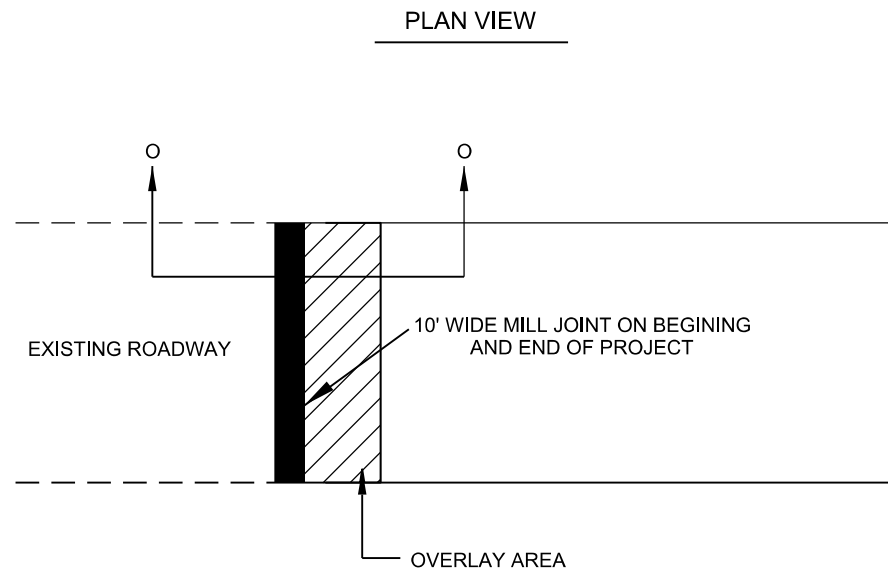 PLAN VIEW
O O
10' WIDE MILL JOINT ON BEGINING
AND END OF PROJECT
EXISTING ROADWAY
OVERLAY AREA